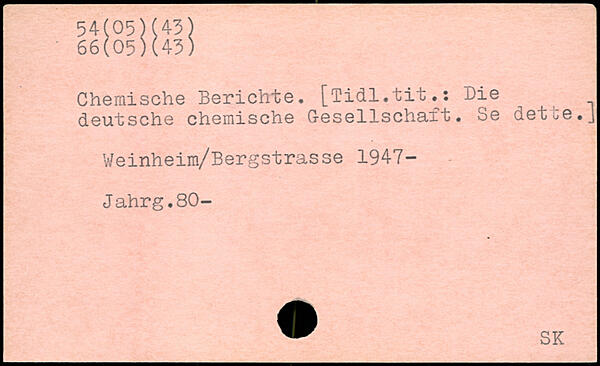 54(05)(43)
66(05)(43)
Chemische Berichte. [Tidl.tit.: Die
deutsche chemische Gesellschaft. Se dette.]
Weinheim/Bergstrasse 1947-
Jahrg.80-
SK